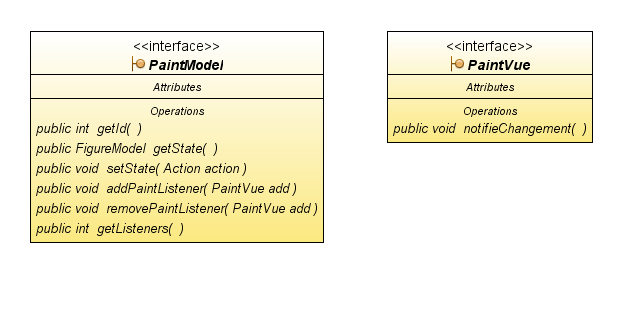 <<interface>>
PaintModel
Attributes
Operations
public int getId( )
public FigureModel getState( )
public void setState( Action action )
public void addPaintListener( PaintVue add )
public void removePaintListener( PaintVue add )
public int getListeners( )
<<interface>>
PaintVue
Attributes
Operations
public void notifieChangement( )